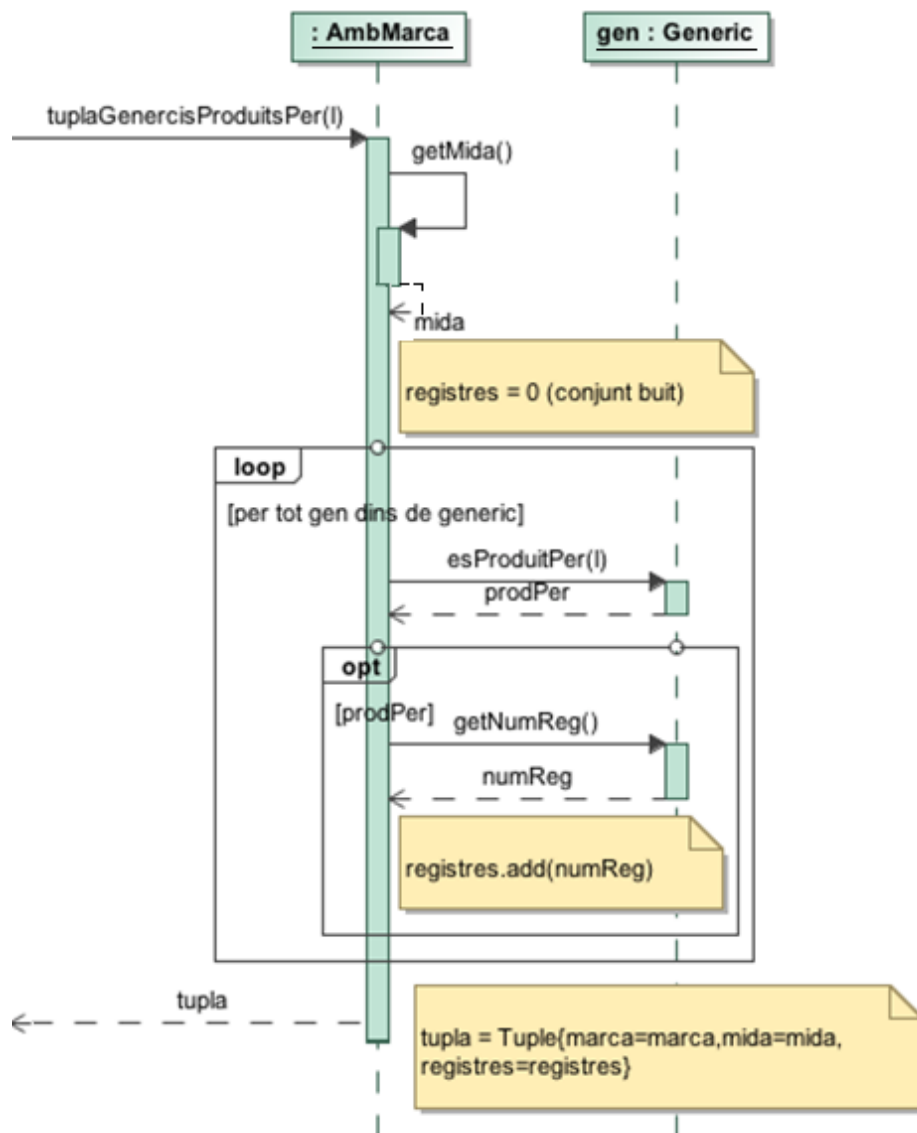 : AmbMarca
gen : Generic
tuplaGenercisProduitsPer(l)
getMida()
mida
registres = 0 (conjunt buit)
loop
[per tot gen dins de generic]
esProduitPer(l)
prodPer
opt
[prodPer]
getNumReg()
numReg
registres.add(numReg)
tupla
tupla = Tuple{marca=marca,mida=mida,
registres=registres}